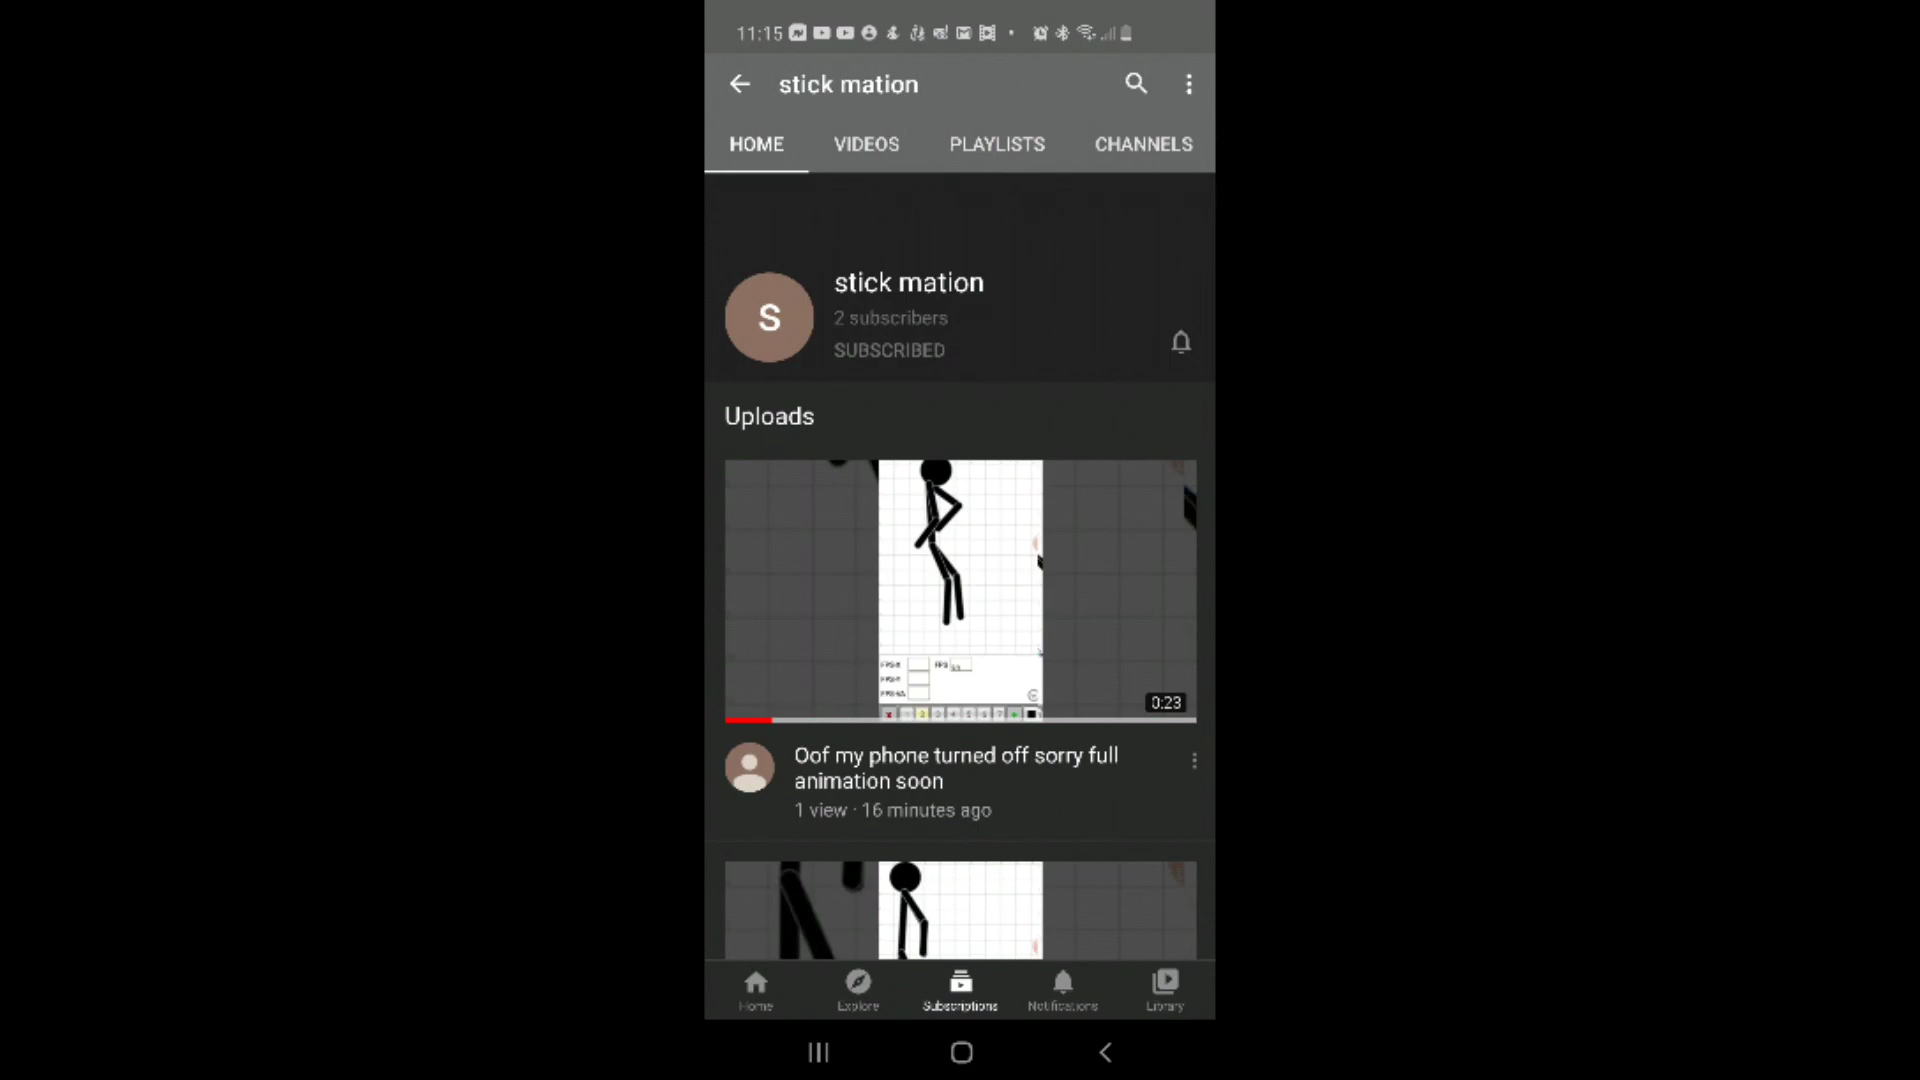 11:15
stick mation
HOME VIDEOS PLAYLISTS CHANNELS
S
stick mation
2 subscribers
SUBSCRIBED
Uploads
0:23
Oof my phone turned off sorry full
animation soon
1 view · 16 minutes ago
Home Explore Subscriptions Notifications Library